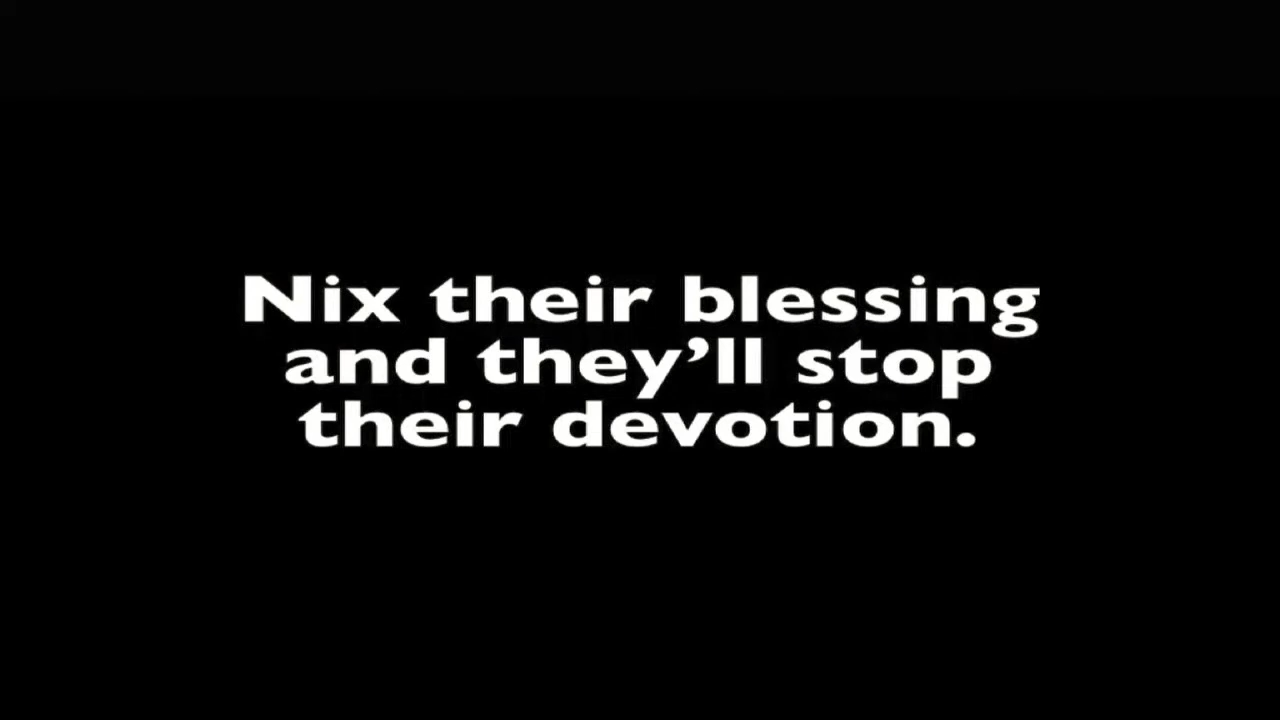 Nix their blessing
and they’ll stop
their devotion.